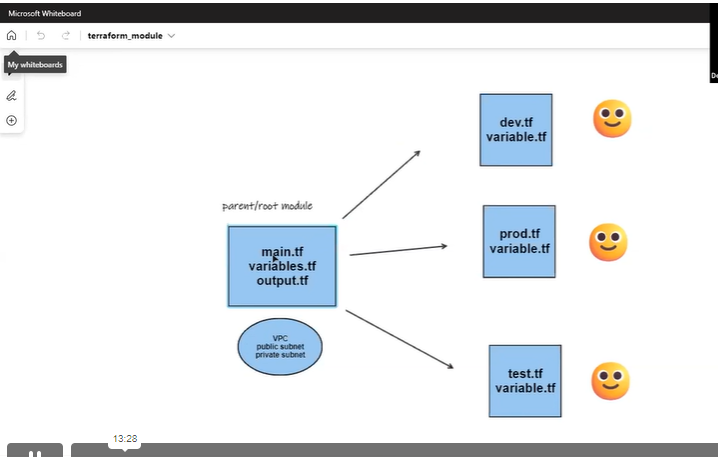 Microsoft Whiteboard
terraform_module
My whiteboards
dev.tf
variable.tf
parent/root module
main.tf
variables.tf
output.tf
prod.tf
variable.tf
VPC
public subnet
private subnet
test.tf
variable.tf
13:28